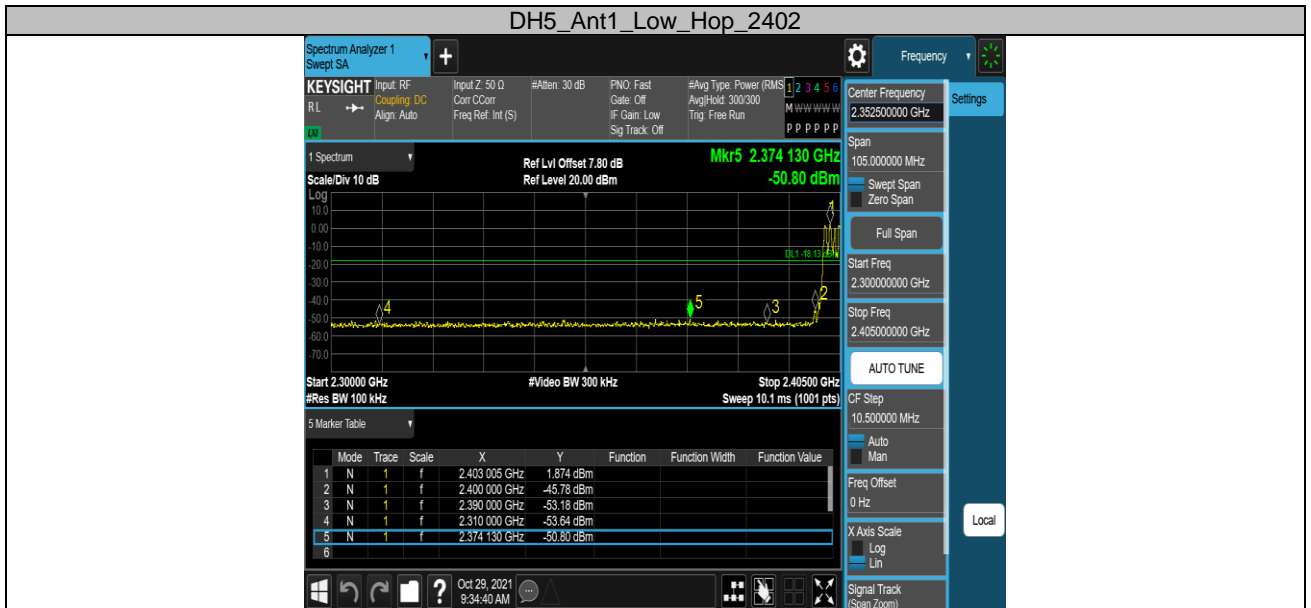 DH5_Ant1_Low_Hop_2402
Spectrum Analyzer 1
Swept SA
+
Frequency
KEYSIGHT
RL
Input: RF
Coupling: DC
Align: Auto
Input Z: 50 Ω
Corr CCorr
Freq Ref: Int (S)
#Atten: 30 dB
PNO: Fast
Gate: Off
IF Gain: Low
Sig Track: Off
#Avg Type: Power (RMS
Avg|Hold: 300/300
Trig: Free Run
1 2 3 4 5 6
M W W W W W
P P P P P P
1 Spectrum
Scale/Div 10 dB
Ref Lvl Offset 7.80 dB
Ref Level 20.00 dBm
Mkr5 2.374 130 GHz
-50.80 dBm
Log
10.0
0.00
-10.0
-20.0
-30.0
-40.0
-50.0
-60.0
-70.0
DL1 -18.13 dBm
1
2
3
4
5
Start 2.30000 GHz
#Video BW 300 kHz
Stop 2.40500 GHz
#Res BW 100 kHz
Sweep 10.1 ms (1001 pts)
5 Marker Table
Mode Trace Scale X Y Function Function Width Function Value
1 N 1 f 2.403 005 GHz 1.874 dBm
2 N 1 f 2.400 000 GHz -45.78 dBm
3 N 1 f 2.390 000 GHz -53.18 dBm
4 N 1 f 2.310 000 GHz -53.64 dBm
5 N 1 f 2.374 130 GHz -50.80 dBm
6
?
Oct 29, 2021
9:34:40 AM
Center Frequency
2.352500000 GHz
Settings
Span
105.000000 MHz
Swept Span
Zero Span
Full Span
Start Freq
2.300000000 GHz
Stop Freq
2.405000000 GHz
AUTO TUNE
CF Step
10.500000 MHz
Auto
Man
Freq Offset
0 Hz
X Axis Scale
Log
Lin
Local
Signal Track
(Span Zoom)